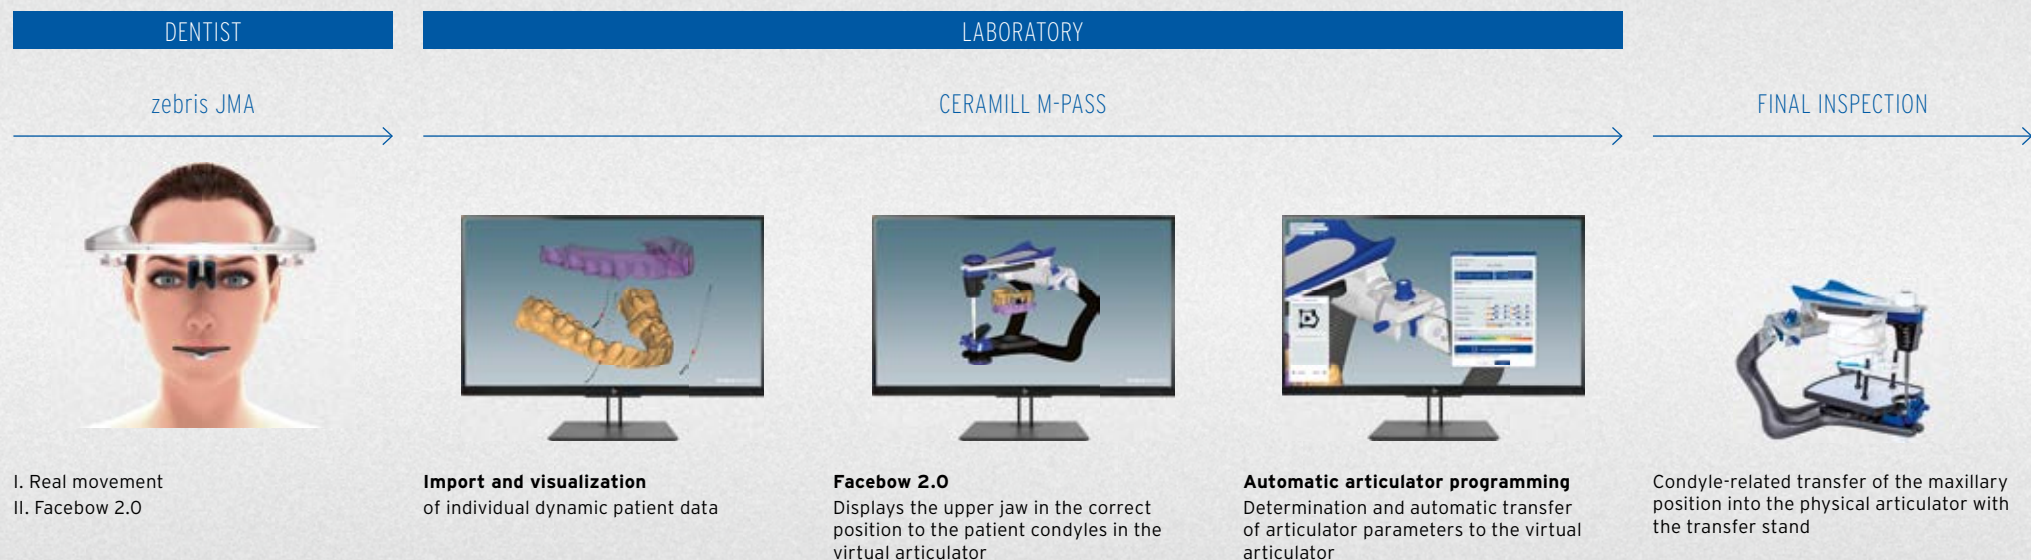 DENTIST
LABORATORY
zebris JMA
CERAMILL M-PASS
FINAL INSPECTION
I. Real movement
II. Facebow 2.0
Import and visualization
of individual dynamic patient data
Facebow 2.0
Displays the upper jaw in the correct
position to the patient condyles in the
virtual articulator
Automatic articulator programming
Determination and automatic transfer
of articulator parameters to the virtual
articulator
Condyle-related transfer of the maxillary
position into the physical articulator with
the transfer stand